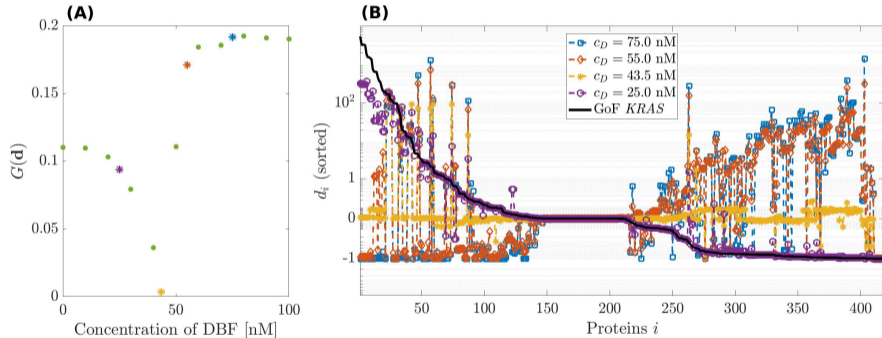 (A)
G(d)
0.2
0.15
0.1
0.05
0
0
50
100
Concentration of DBF [nM]
(B)
d_i (sorted)
10²
1
0
-1
c_D = 75.0 nM
c_D = 55.0 nM
c_D = 43.5 nM
c_D = 25.0 nM
GoF KRAS
50
100
150
200
250
300
350
400
Proteins i